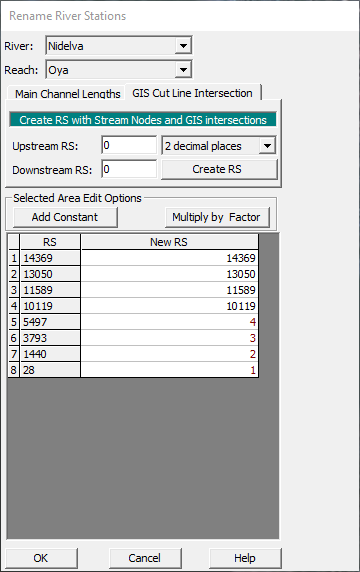 Rename River Stations
River: Nidelva
Reach: Oya
Main Channel Lengths GIS Cut Line Intersection
Create RS with Stream Nodes and GIS intersections
Upstream RS: 0 2 decimal places
Downstream RS: 0 Create RS
Selected Area Edit Options
Add Constant Multiply by Factor
RS New RS
1 14369 14369
2 13050 13050
3 11589 11589
4 10119 10119
5 5497 4
6 3793 3
7 1440 2
8 28 1
OK Cancel Help